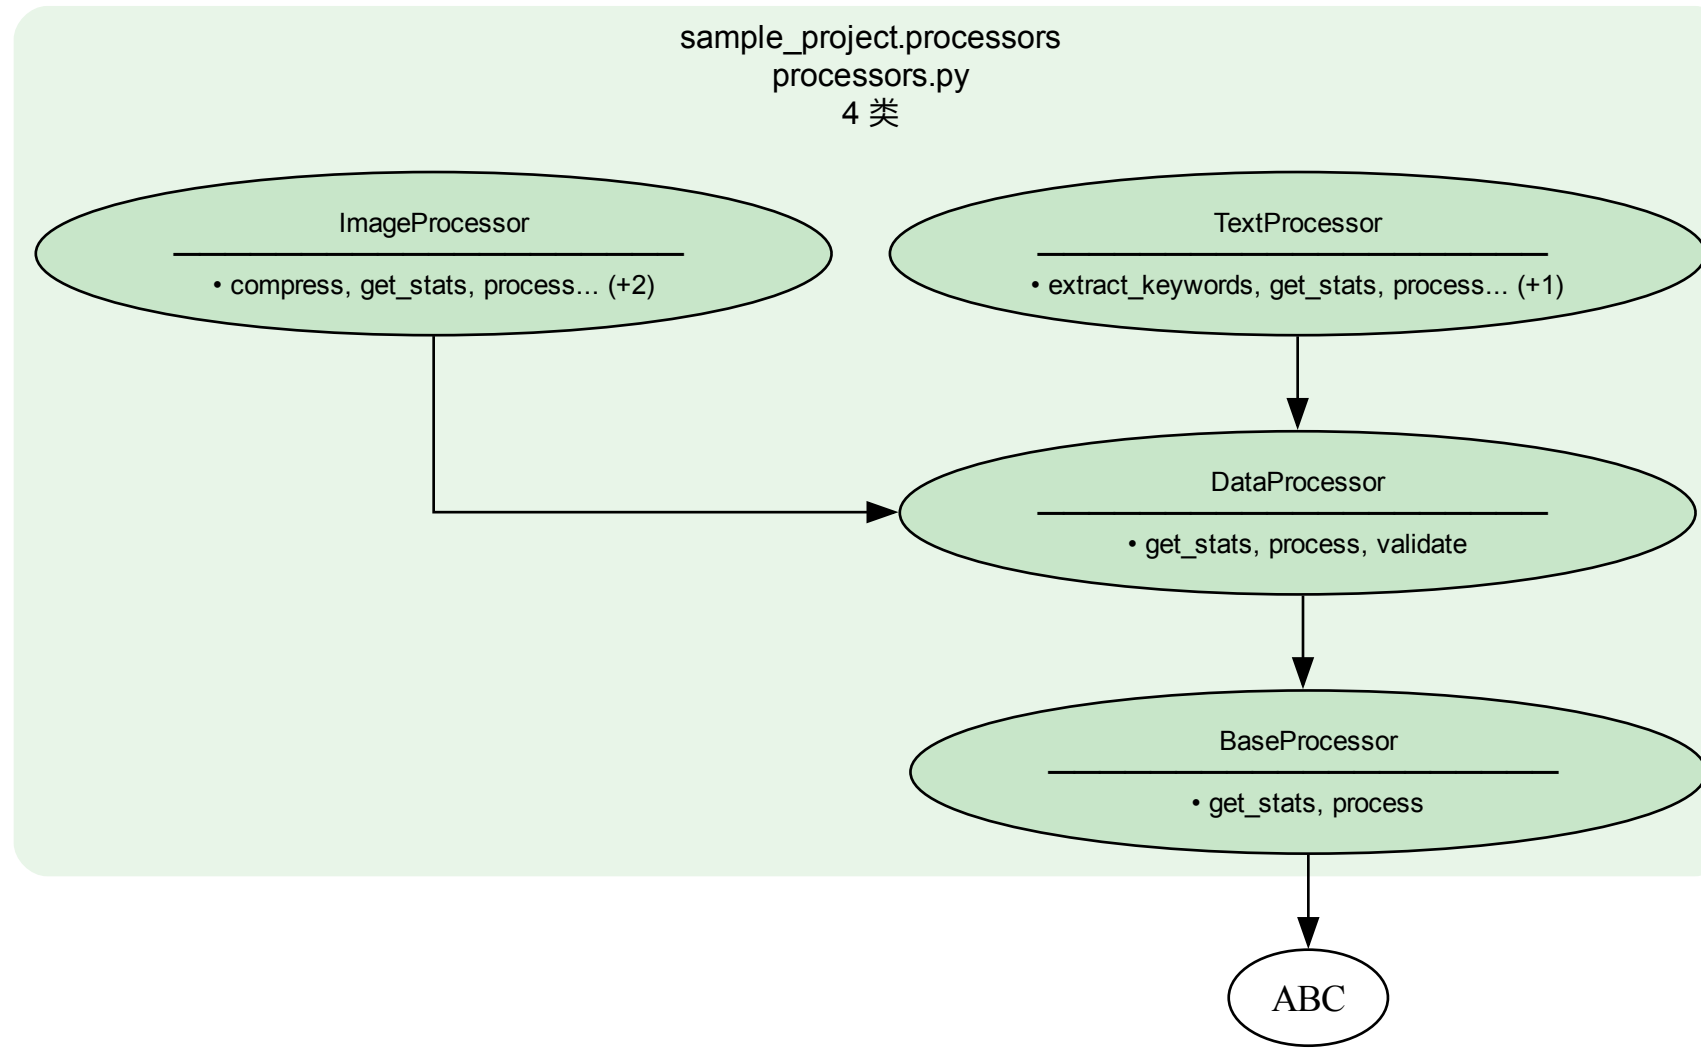 sample_project.processors
processors.py
4 类
ImageProcessor
• compress, get_stats, process... (+2)
TextProcessor
• extract_keywords, get_stats, process... (+1)
DataProcessor
• get_stats, process, validate
BaseProcessor
• get_stats, process
ABC